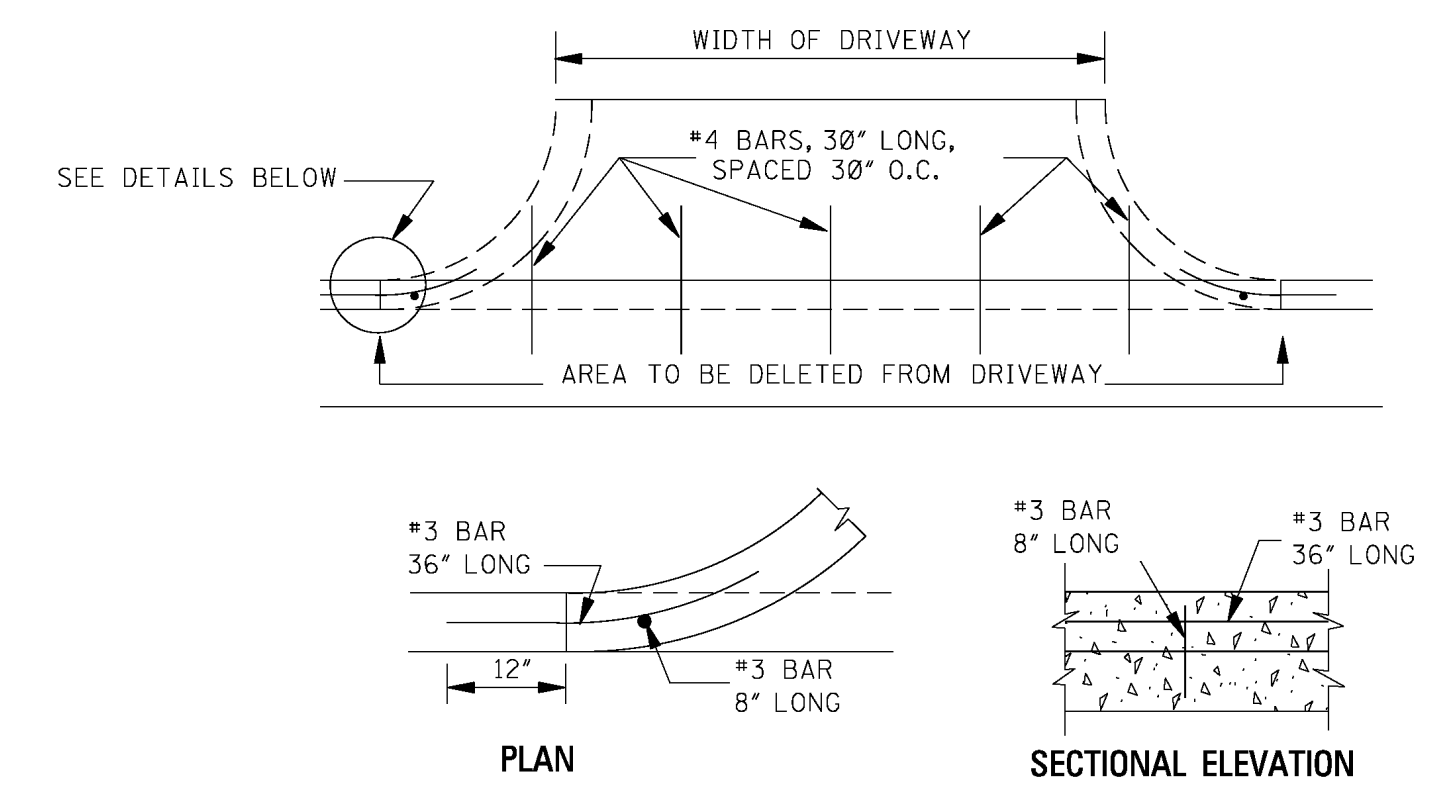 WIDTH OF DRIVEWAY
#4 BARS, 30" LONG,
SPACED 30" O.C.
SEE DETAILS BELOW
AREA TO BE DELETED FROM DRIVEWAY
#3 BAR
36" LONG
12"
#3 BAR
8" LONG
PLAN
#3 BAR
8" LONG
#3 BAR
36" LONG
SECTIONAL ELEVATION